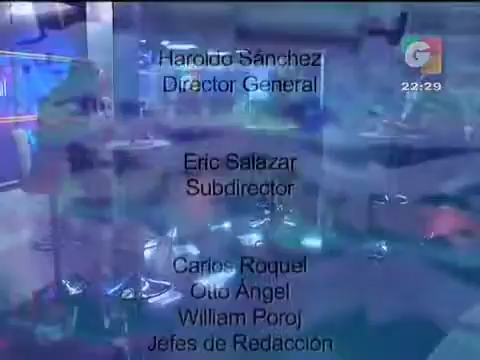 Haroldo Sánchez
Director General
G
22:29
Eric Salazar
Subdirector
Carlos Roquel
Otto Ángel
William Poroj
Jefes de Redacción